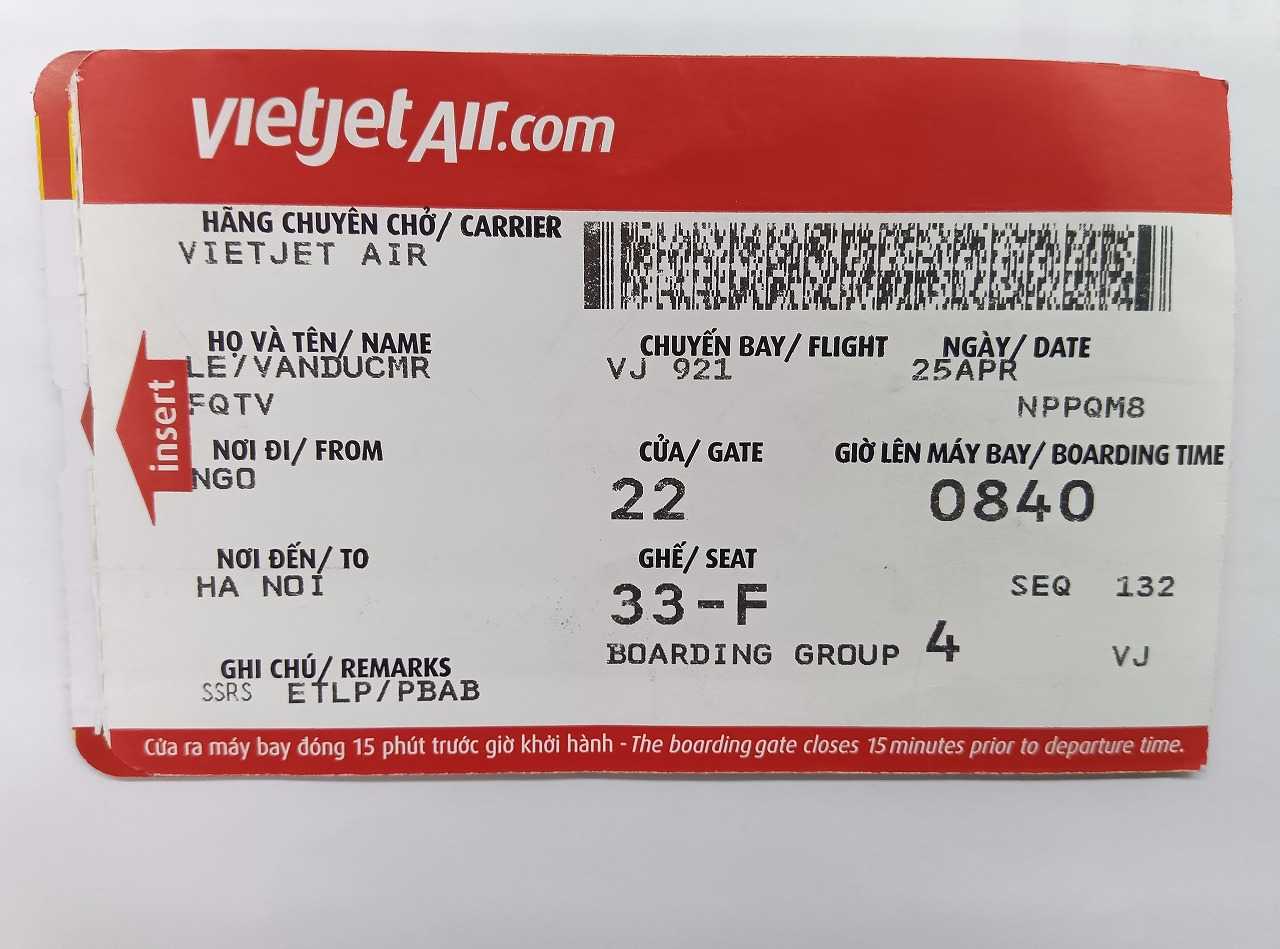 vietjetAir.com
HÃNG CHUYÊN CHỞ/ CARRIER
VIETJET AIR
HỌ VÀ TÊN/ NAME CHUYẾN BAY/ FLIGHT NGÀY/ DATE
LE/VANDUCMR VJ 921 25APR
FQTV NPPQM8
insert
NƠI ĐI/ FROM CỬA/ GATE GIỜ LÊN MÁY BAY/ BOARDING TIME
NGO 22 0840
NƠI ĐẾN/ TO GHẾ/ SEAT
HA NOI 33-F SEQ 132
BOARDING GROUP 4 VJ
GHI CHÚ/ REMARKS
SSRS ETLP/PBAB
Cửa ra máy bay đóng 15 phút trước giờ khởi hành - The boarding gate closes 15 minutes prior to departure time.